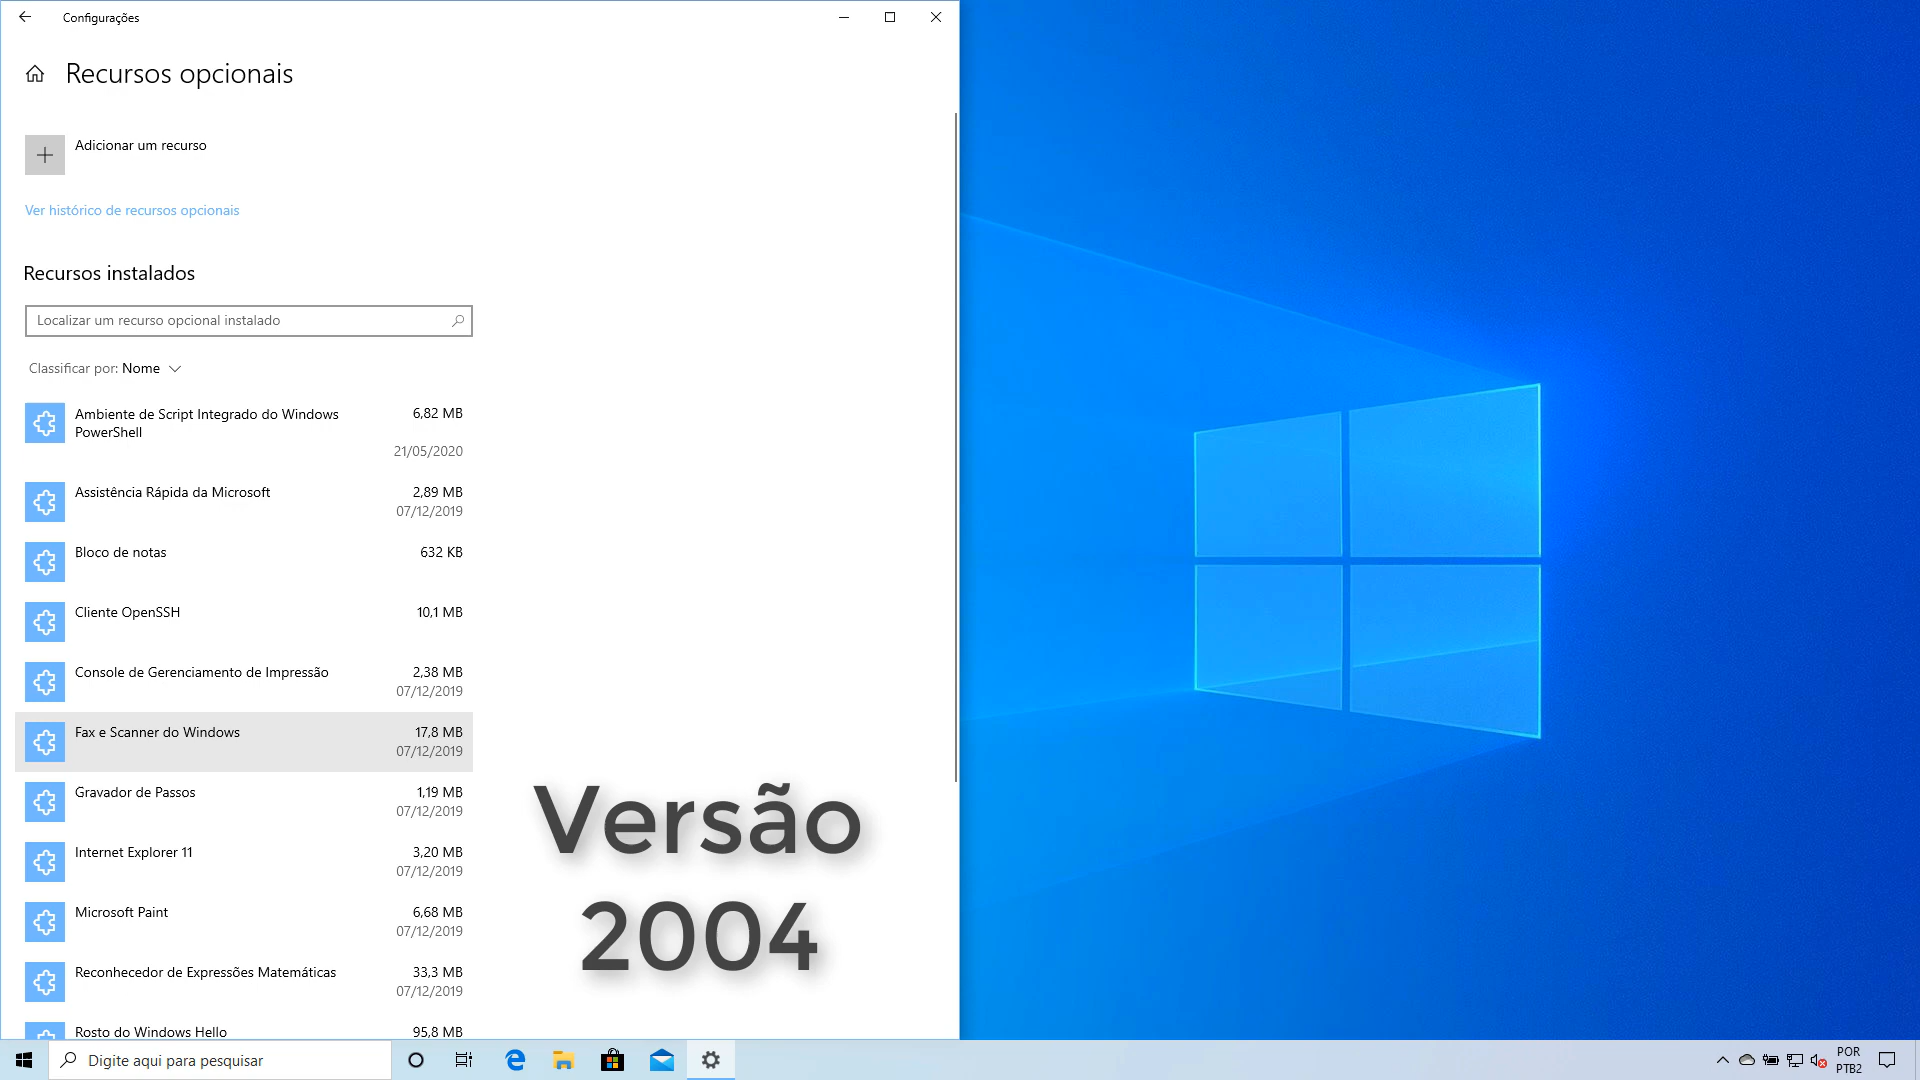 Configurações
Recursos opcionais
Adicionar um recurso
Ver histórico de recursos opcionais
Recursos instalados
Localizar um recurso opcional instalado
Classificar por: Nome
Ambiente de Script Integrado do Windows PowerShell 6,82 MB
21/05/2020
Assistência Rápida da Microsoft 2,89 MB
07/12/2019
Bloco de notas 632 KB
Cliente OpenSSH 10,1 MB
Console de Gerenciamento de Impressão 2,38 MB
07/12/2019
Fax e Scanner do Windows 17,8 MB
07/12/2019
Gravador de Passos 1,19 MB
07/12/2019
Internet Explorer 11 3,20 MB
07/12/2019
Microsoft Paint 6,68 MB
07/12/2019
Reconhecedor de Expressões Matemáticas 33,3 MB
07/12/2019
Rosto do Windows Hello 95,8 MB
Versão
2004
Digite aqui para pesquisar
POR
PTB2